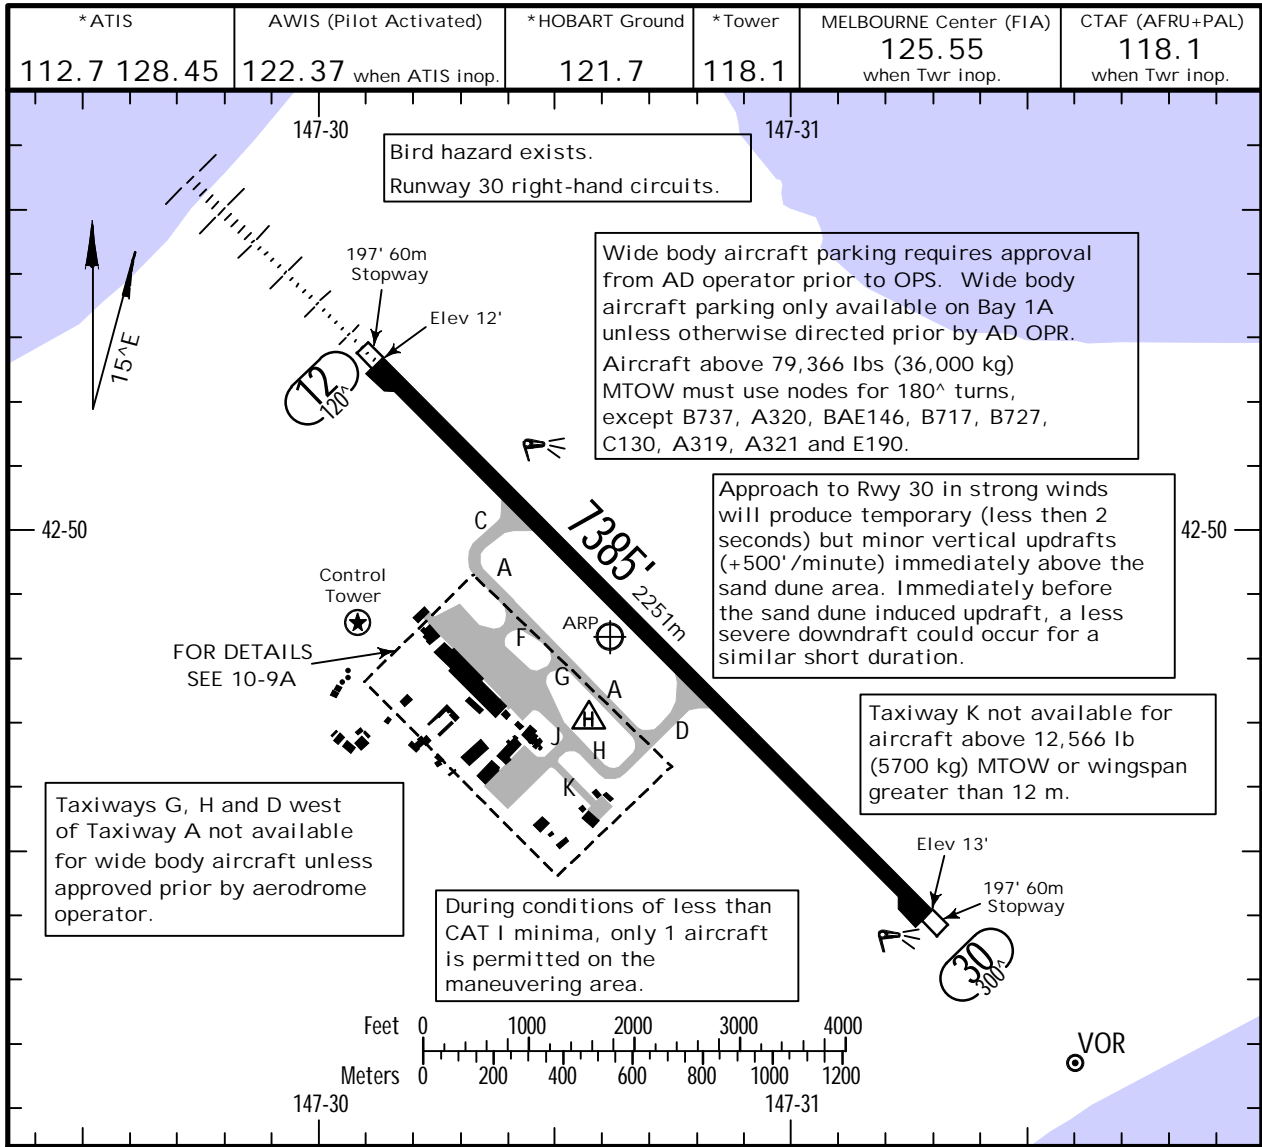 *ATIS
112.7 128.45
AWIS (Pilot Activated)
122.37 when ATIS inop.
*HOBART Ground
121.7
*Tower
118.1
MELBOURNE Center (FIA)
125.55
when Twr inop.
CTAF (AFRU+PAL)
118.1
when Twr inop.
147-30
147-31
Bird hazard exists.
Runway 30 right-hand circuits.
15^E
197' 60m
Stopway
Elev 12'
12
120^
Wide body aircraft parking requires approval
from AD operator prior to OPS. Wide body
aircraft parking only available on Bay 1A
unless otherwise directed prior by AD OPR.
Aircraft above 79,366 lbs (36,000 kg)
MTOW must use nodes for 180^ turns,
except B737, A320, BAE146, B717, B727,
C130, A319, A321 and E190.
Approach to Rwy 30 in strong winds
will produce temporary (less then 2
seconds) but minor vertical updrafts
(+500'/minute) immediately above the
sand dune area. Immediately before
the sand dune induced updraft, a less
severe downdraft could occur for a
similar short duration.
42-50
42-50
7385'
2251m
C
A
Control
Tower
ARP
F
FOR DETAILS
SEE 10-9A
G
A
H
D
J
H
K
Taxiway K not available for
aircraft above 12,566 lb
(5700 kg) MTOW or wingspan
greater than 12 m.
Taxiways G, H and D west
of Taxiway A not available
for wide body aircraft unless
approved prior by aerodrome
operator.
Elev 13'
197' 60m
Stopway
30
300^
During conditions of less than
CAT I minima, only 1 aircraft
is permitted on the
maneuvering area.
Feet 0 1000 2000 3000 4000
Meters 0 200 400 600 800 1000 1200
VOR
147-30
147-31